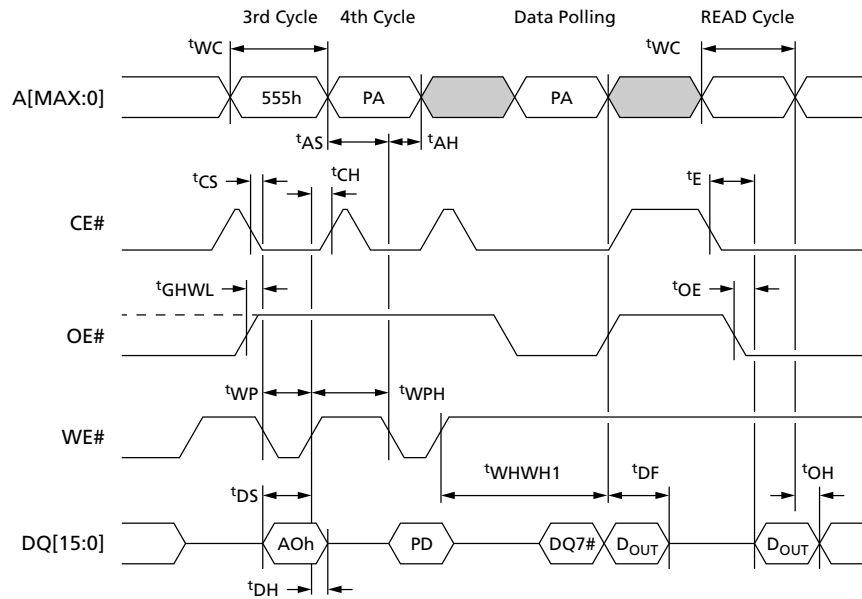 3rd Cycle 4th Cycle Data Polling READ Cycle
tWC tWC
A[MAX:0] 555h PA PA
tAS tAH
tCS tCH tE
CE#
tGHWL tOE
OE#
tWP tWPH
WE#
tWHWH1 tDF tOH
tDS
DQ[15:0] AOh PD DQ7# DOUT DOUT
tDH